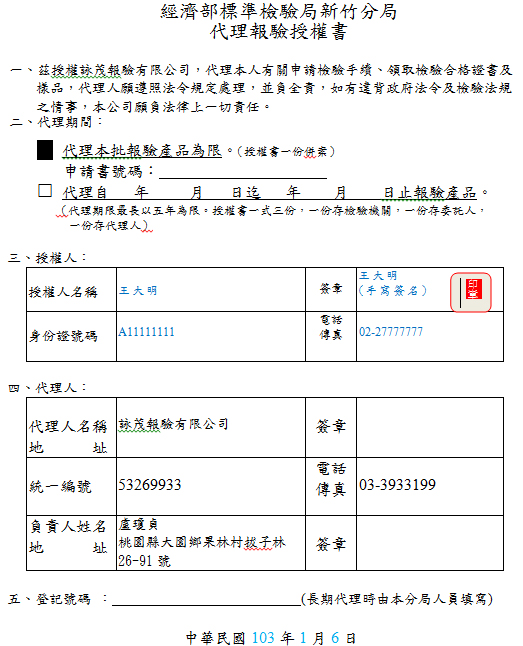 經濟部標準檢驗局新竹分局
代理報驗授權書
一、茲授權詠茂報驗有限公司，代理本人有關申請檢驗手續、領取檢驗合格證書及
樣品，代理人願遵照法令規定處理，並負全責，如有違背政府法令及檢驗法規
之情事，本公司願負法律上一切責任。
二、代理期間：
■ 代理本批報驗產品為限。(授權書一份併案)
申請書號碼：
□ 代理自 年 月 日迄 年 月 日止報驗產品。
(代理期限最長以五年為限。授權書一式三份，一份存檢驗機關，一份存委託人，
一份存代理人)
三、授權人：
授權人名稱 王大明 簽章 王大明
(手寫簽名) 印章
身份證號碼 A11111111 電話
傳真 02-27777777
四、代理人：
代理人名稱
地 址 詠茂報驗有限公司 簽章
統一編號 53269933 電話
傳真 03-3933199
負責人姓名
地 址 盧瓊貞
桃園縣大園鄉果林村拔子林
26-91 號 簽章
五、登記號碼 ： (長期代理時由本分局人員填寫)
中華民國 103 年 1 月 6 日